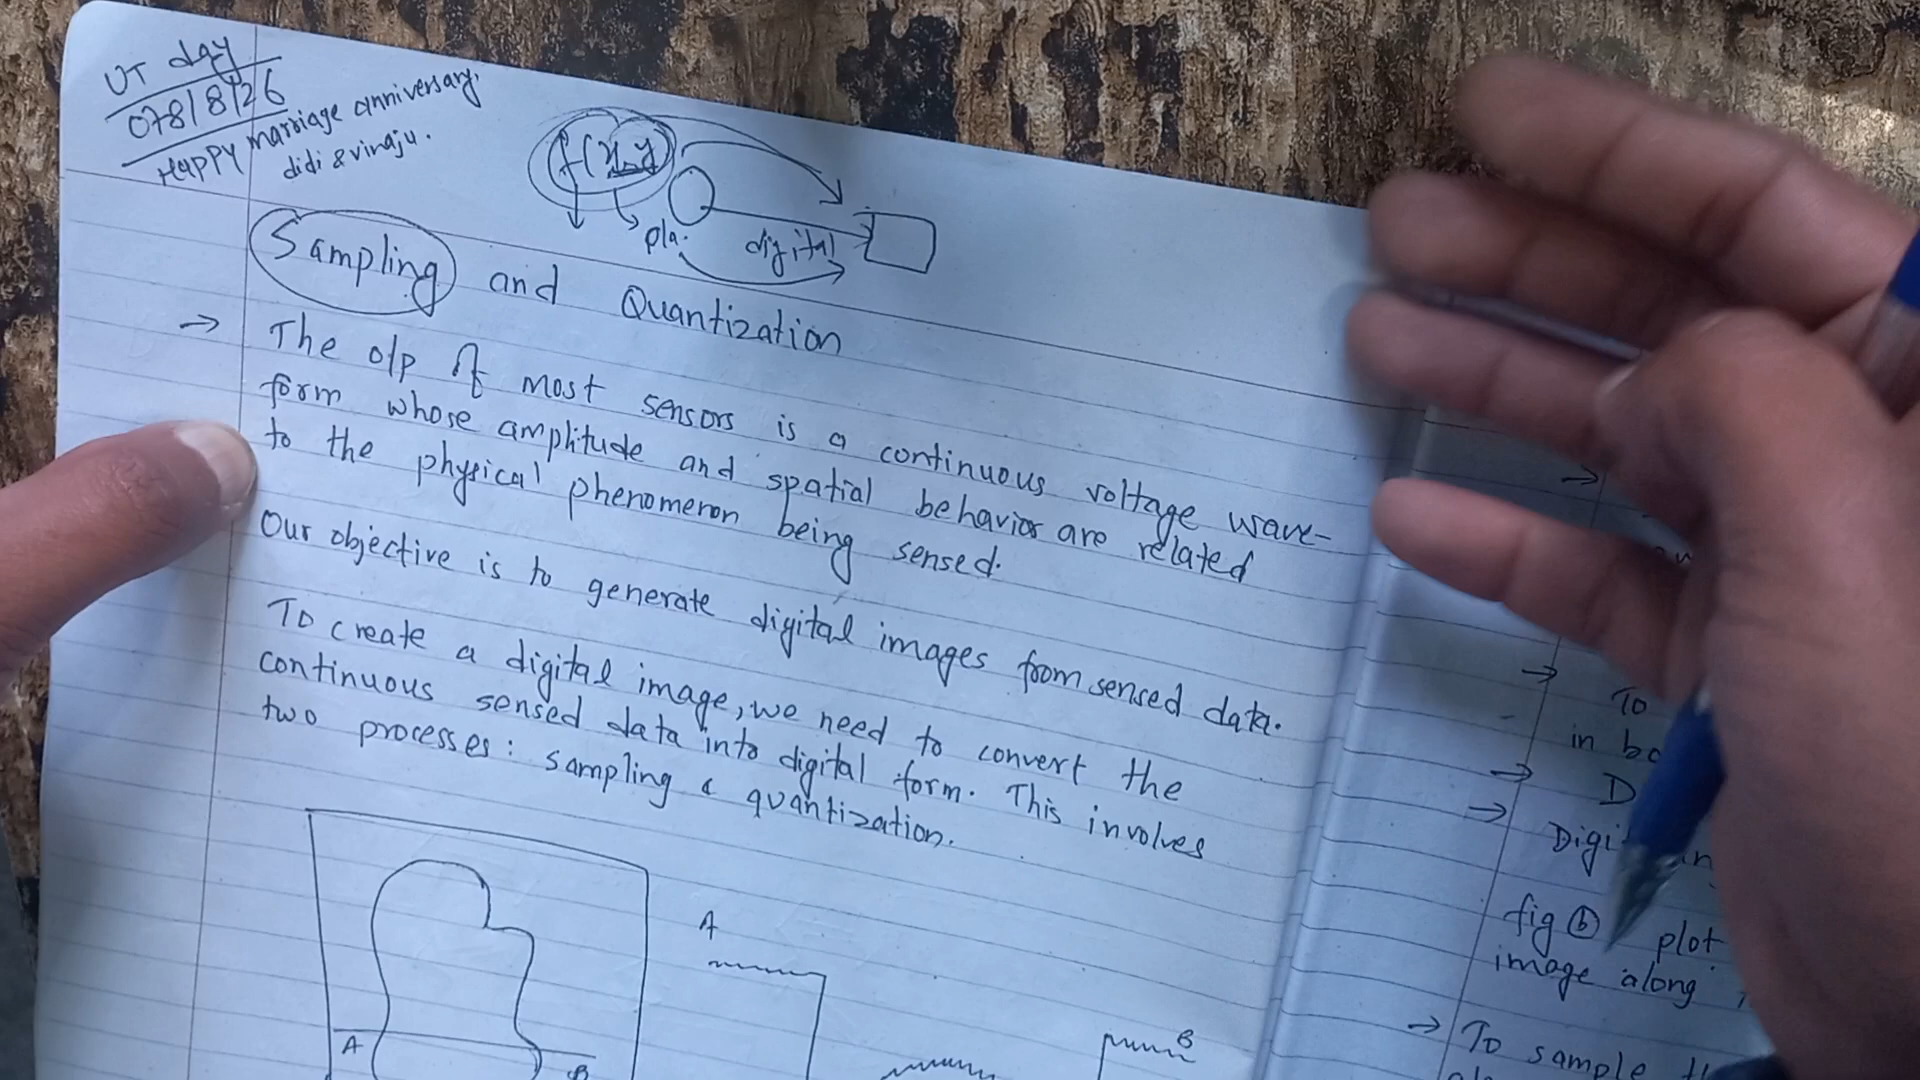 UT day
078/8/26
HAPPY marriage anniversary,
didi & vinaju.
f(x,y)
pla.
digital
Sampling and Quantization
→ The o/p of most sensors is a continuous voltage wave-
form whose amplitude and spatial behavior are related
to the physical phenomenon being sensed.
Our objective is to generate digital images from sensed data.
To create a digital image, we need to convert the
continuous sensed data into digital form. This involves
two processes: sampling & quantization.
A
B
A
B
→
→ To
in
→ D
→ Digi
fig ⓑ plot
image along
→ To sample